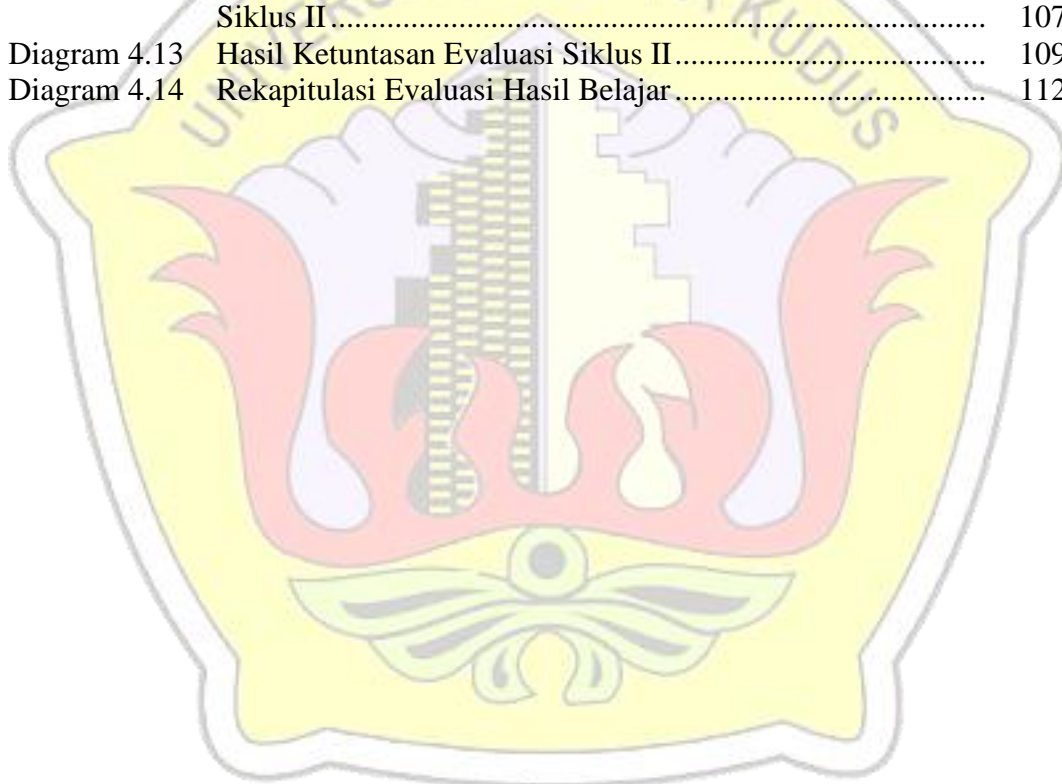 Siklus II ........................................................................................ 107
Diagram 4.13 Hasil Ketuntasan Evaluasi Siklus II ........................................ 109
Diagram 4.14 Rekapitulasi Evaluasi Hasil Belajar ........................................ 112
KUDUS